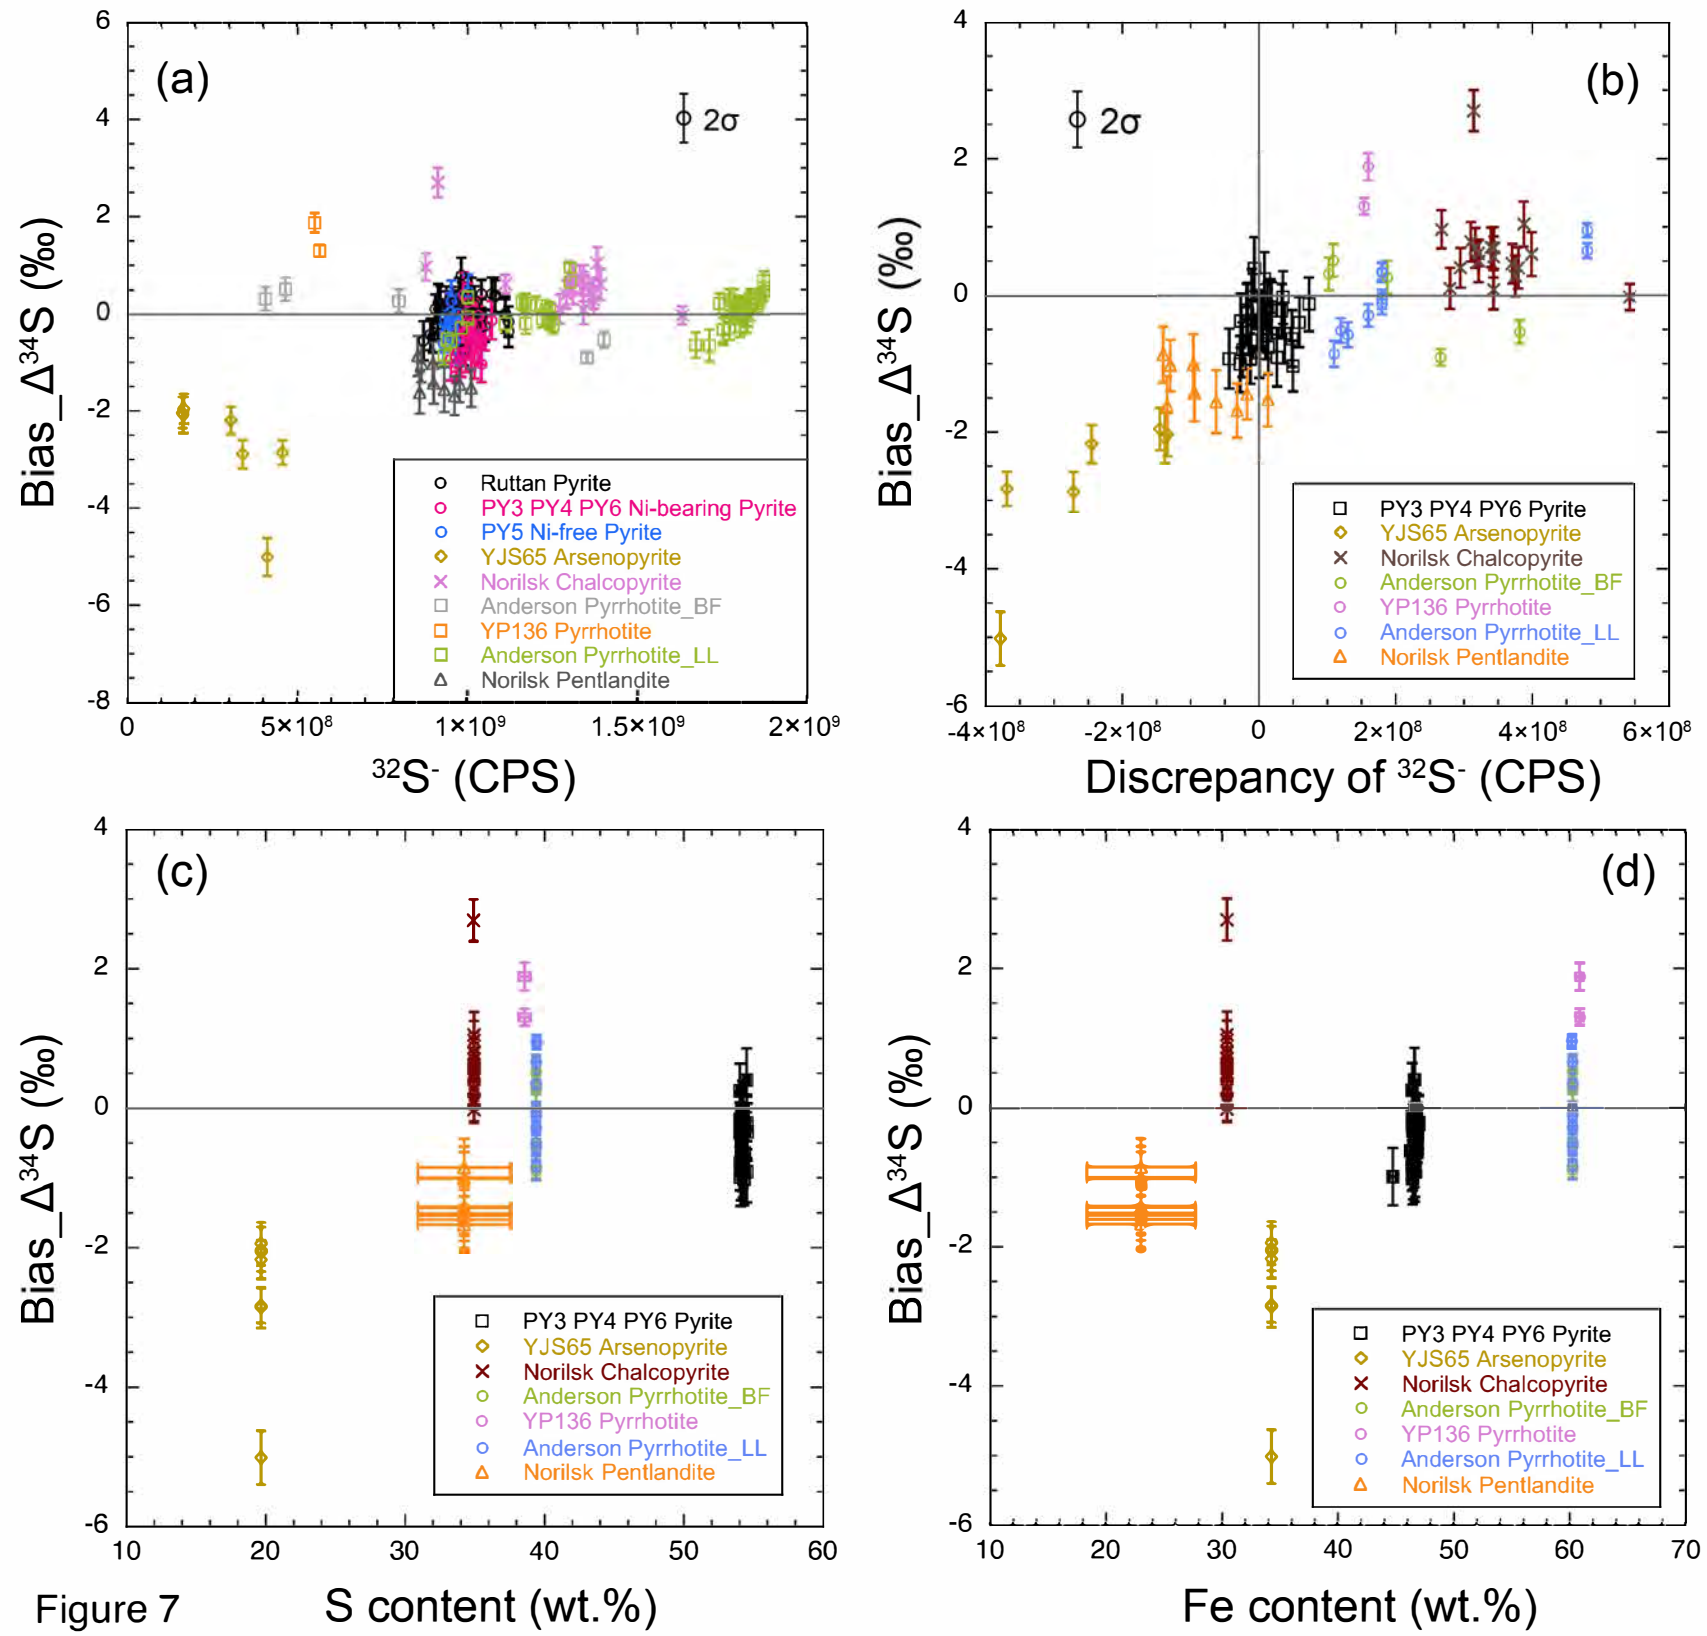 (a)
2σ
6
4
2
0
-2
-4
-6
-8
Bias_Δ³⁴S (‰)
Ruttan Pyrite
PY3 PY4 PY6 Ni-bearing Pyrite
PY5 Ni-free Pyrite
YJS65 Arsenopyrite
Norilsk Chalcopyrite
Anderson Pyrrhotite_BF
YP136 Pyrrhotite
Anderson Pyrrhotite_LL
Norilsk Pentlandite
0 5×10⁸ 1×10⁹ 1.5×10⁹ 2×10⁹
³²S⁻ (CPS)
(b)
2σ
4
2
0
-2
-4
-6
Bias_Δ³⁴S (‰)
PY3 PY4 PY6 Pyrite
YJS65 Arsenopyrite
Norilsk Chalcopyrite
Anderson Pyrrhotite_BF
YP136 Pyrrhotite
Anderson Pyrrhotite_LL
Norilsk Pentlandite
-4×10⁸ -2×10⁸ 0 2×10⁸ 4×10⁸ 6×10⁸
Discrepancy of ³²S⁻ (CPS)
(c)
4
2
0
-2
-4
-6
Bias_Δ³⁴S (‰)
PY3 PY4 PY6 Pyrite
YJS65 Arsenopyrite
Norilsk Chalcopyrite
Anderson Pyrrhotite_BF
YP136 Pyrrhotite
Anderson Pyrrhotite_LL
Norilsk Pentlandite
10 20 30 40 50 60
S content (wt.%)
(d)
4
2
0
-2
-4
-6
Bias_Δ³⁴S (‰)
PY3 PY4 PY6 Pyrite
YJS65 Arsenopyrite
Norilsk Chalcopyrite
Anderson Pyrrhotite_BF
YP136 Pyrrhotite
Anderson Pyrrhotite_LL
Norilsk Pentlandite
10 20 30 40 50 60 70
Fe content (wt.%)
Figure 7